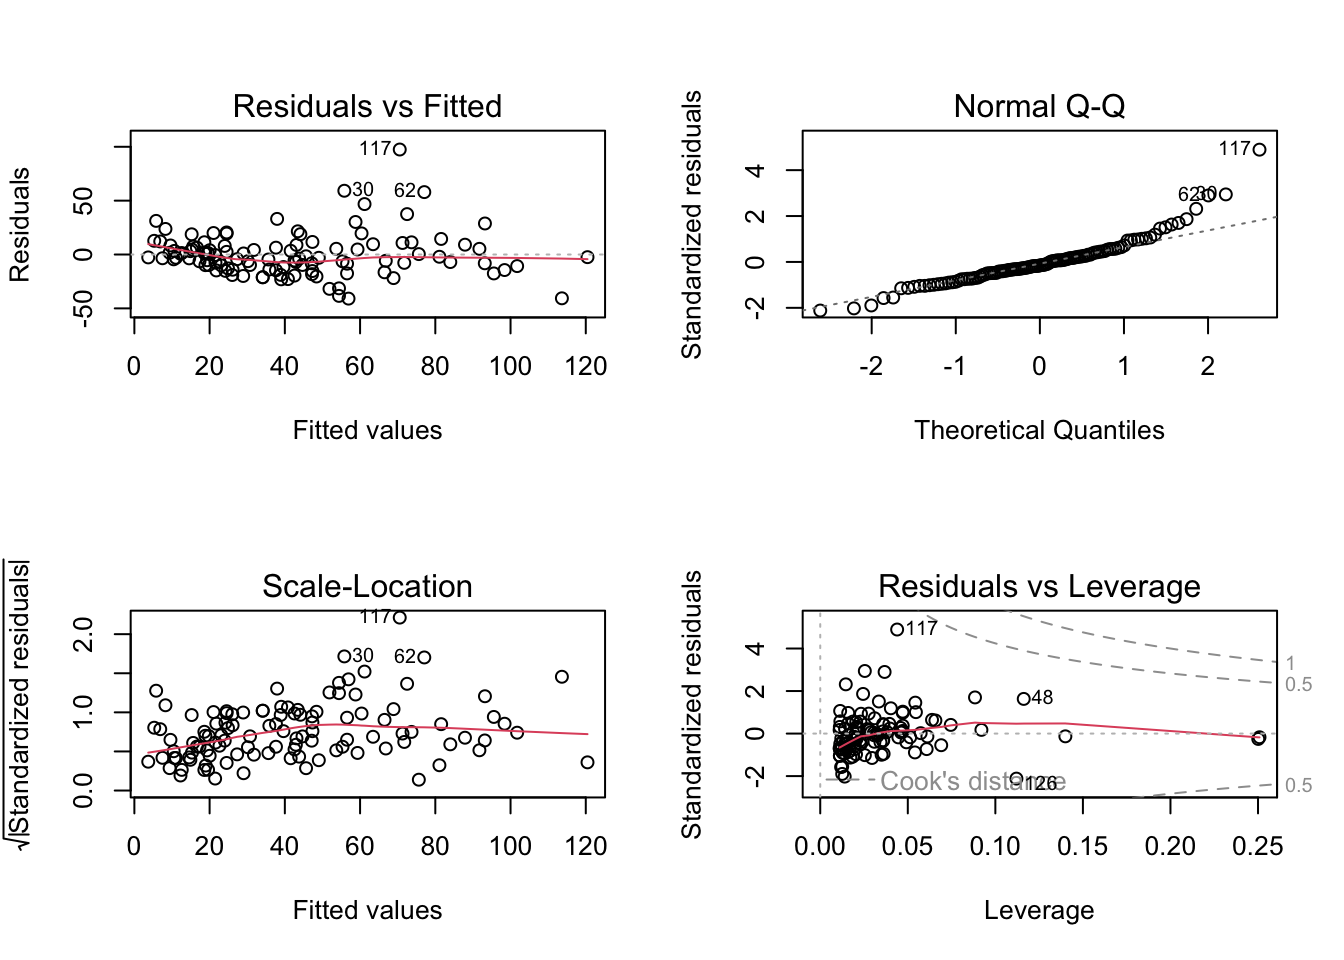 Residuals vs Fitted
Residuals
50
0
-50
117
30
62
0 20 40 60 80 100 120
Fitted values
Normal Q-Q
Standardized residuals
4
2
0
-2
117
62
30
-2 -1 0 1 2
Theoretical Quantiles
Scale-Location
√|Standardized residuals|
2.0
1.0
0.0
117
30
62
0 20 40 60 80 100 120
Fitted values
Residuals vs Leverage
Standardized residuals
4
2
0
-2
117
48
126
Cook's distance
1
0.5
0.5
0.00 0.05 0.10 0.15 0.20 0.25
Leverage